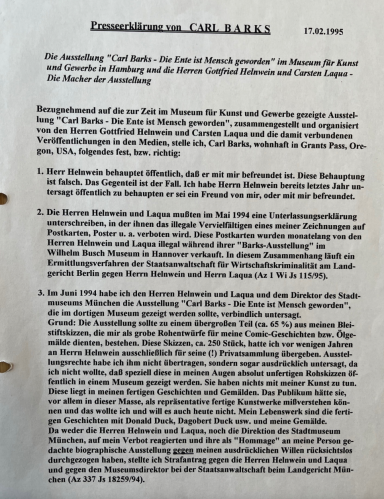 Presseerklärung von CARL BARKS 17.02.1995
Die Ausstellung "Carl Barks - Die Ente ist Mensch geworden" im Museum für Kunst
und Gewerbe in Hamburg und die Herren Gottfried Helnwein und Carsten Laqua -
Die Macher der Ausstellung
Bezugnehmend auf die zur Zeit im Museum für Kunst und Gewerbe gezeigte Ausstel-
lung "Carl Barks - Die Ente ist Mensch geworden", zusammengestellt und organisiert
von den Herren Gottfried Helnwein und Carsten Laqua und die damit verbundenen
Veröffentlichungen in den Medien, stelle ich, Carl Barks, wohnhaft in Grants Pass, Ore-
gon, USA, folgendes fest, bzw. richtig:
1. Herr Helnwein behauptet öffentlich, daß er mit mir befreundet ist. Diese Behauptung
ist falsch. Das Gegenteil ist der Fall. Ich habe Herrn Helnwein bereits letztes Jahr un-
tersagt öffentlich zu behaupten er sei ein Freund von mir, oder mit mir befreundet.
2. Die Herren Helnwein und Laqua mußten im Mai 1994 eine Unterlassungserklärung
unterschreiben, in der ihnen das illegale Vervielfältigen eines meiner Zeichnungen auf
Postkarten, Poster u. a. verboten wird. Diese Postkarten wurden monatelang von den
Herren Helnwein und Laqua illegal während ihrer "Barks-Ausstellung" im
Wilhelm Busch Museum in Hannover verkauft. In diesem Zusammenhang läuft ein
Ermittlungsverfahren der Staatsanwaltschaft für Wirtschaftskriminalität am Land-
gericht Berlin gegen Herrn Helnwein und Herrn Laqua (Az 1 Wi Js 115/95).
3. Im Juni 1994 habe ich den Herren Helnwein und Laqua und dem Direktor des Stadt-
museums München die Ausstellung "Carl Barks - Die Ente ist Mensch geworden",
die im dortigen Museum gezeigt werden sollte, verbindlich untersagt.
Grund: Die Ausstellung sollte zu einem übergroßen Teil (ca. 65 %) aus meinen Blei-
stiftskizzen, die mir als grobe Rohentwürfe für meine Comic-Geschichten bzw. Ölge-
mälde dienten, bestehen. Diese Skizzen, ca. 250 Stück, hatte ich vor wenigen Jahren
an Herrn Helnwein ausschließlich für seine (!) Privatsammlung übergeben. Ausstel-
lungsrechte habe ich ihm nicht übertragen, sondern sogar ausdrücklich untersagt, da
ich nicht wollte, daß speziell diese in meinen Augen absolut unfertigen Rohskizzen öf-
fentlich in einem Museum gezeigt werden. Sie haben nichts mit meiner Kunst zu tun.
Diese liegt in meinen fertigen Geschichten und Gemälden. Das Publikum hätte sie,
vor allem in dieser Masse, als repräsentative fertige Kunstwerke mißverstehen kön-
nen und das wollte ich und will es auch heute nicht. Mein Lebenswerk sind die ferti-
gen Geschichten mit Donald Duck, Dagobert Duck usw. und meine Gemälde.
Da weder die Herren Helnwein und Laqua, noch die Direktion des Stadtmuseum
München, auf mein Verbot reagierten und ihre als "Hommage" an meine Person ge-
dachte biographische Ausstellung gegen meinen ausdrücklichen Willen rücksichtslos
durchgezogen haben, stellte ich Strafantrag gegen die Herren Helnwein und Laqua
und gegen den Museumsdirektor bei der Staatsanwaltschaft beim Landgericht Mün-
chen (Az 337 Js 18259/94).